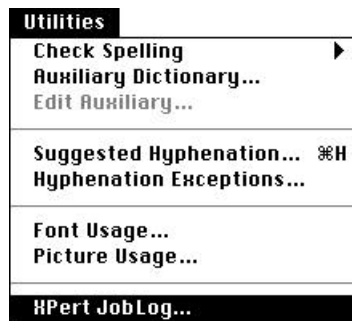 Utilities
Check Spelling
Auxiliary Dictionary...
Edit Auxiliary...
Suggested Hyphenation... ⌘H
Hyphenation Exceptions...
Font Usage...
Picture Usage...
XPert JobLog...